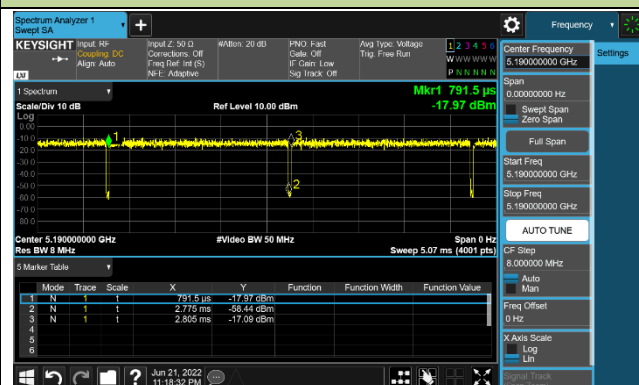 Spectrum Analyzer 1
Swept SA
Frequency
KEYSIGHT
Input: RF
Coupling: DC
Align: Auto
Input Z: 50 Ω
Corrections: Off
Freq Ref: Int (S)
NFE: Adaptive
#Atten: 20 dB
PNO: Fast
Gate: Off
IF Gain: Low
Sig Track: Off
Avg Type: Voltage
Trig: Free Run
1 2 3 4 5 6
W W W W W W
P N N N N N
LXI
1 Spectrum
Scale/Div 10 dB
Ref Level 10.00 dBm
Mkr1 791.5 µs
-17.97 dBm
Log
0.00
-10.0
-20.0
-30.0
-40.0
-50.0
-60.0
-70.0
-80.0
1
3
2
Center 5.190000000 GHz
Res BW 8 MHz
#Video BW 50 MHz
Span 0 Hz
Sweep 5.07 ms (4001 pts)
5 Marker Table
Mode Trace Scale X Y Function Function Width Function Value
1 N 1 t 791.5 µs -17.97 dBm
2 N 1 t 2.775 ms -58.44 dBm
3 N 1 t 2.805 ms -17.09 dBm
4
5
6
Jun 21, 2022
11:18:32 PM
Center Frequency
5.190000000 GHz
Settings
Span
0.00000000 Hz
Swept Span
Zero Span
Full Span
Start Freq
5.190000000 GHz
Stop Freq
5.190000000 GHz
AUTO TUNE
CF Step
8.000000 MHz
Auto
Man
Freq Offset
0 Hz
X Axis Scale
Log
Lin
Signal Track